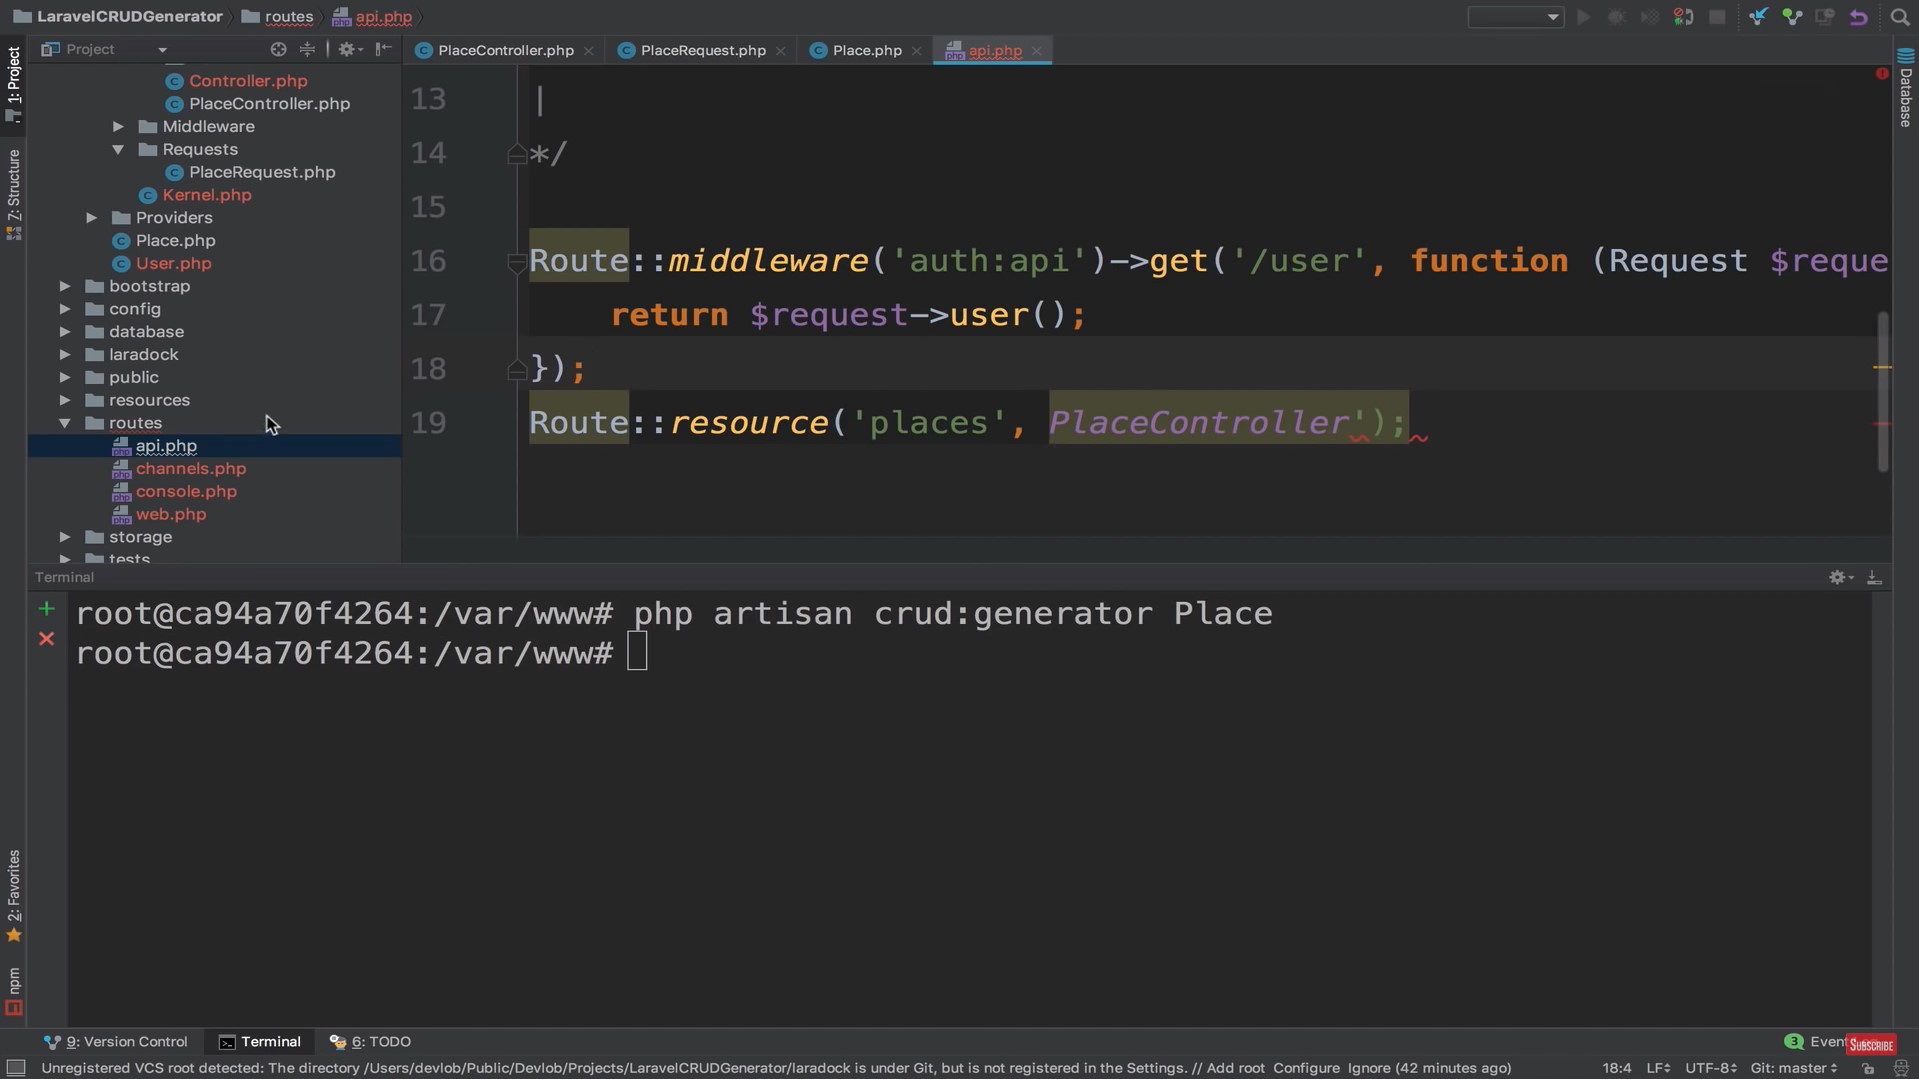 LaravelCRUDGenerator
routes
api.php
Project
PlaceController.php
PlaceRequest.php
Place.php
api.php
1: Project
7: Structure
2: Favorites
npm
Database
Controller.php
PlaceController.php
Middleware
Requests
PlaceRequest.php
Kernel.php
Providers
Place.php
User.php
bootstrap
config
database
laradock
public
resources
routes
api.php
channels.php
console.php
web.php
storage
tests
13 |
14 */
15
16 Route::middleware('auth:api')->get('/user', function (Request $reque
17 return $request->user();
18 });
19 Route::resource('places', PlaceController');
Terminal
root@ca94a70f4264:/var/www# php artisan crud:generator Place
root@ca94a70f4264:/var/www#
9: Version Control
Terminal
6: TODO
3 Event
SUBSCRIBE
Unregistered VCS root detected: The directory /Users/devlob/Public/Devlob/Projects/LaravelCRUDGenerator/laradock is under Git, but is not registered in the Settings. // Add root Configure Ignore (42 minutes ago)
18:4 LF UTF-8 Git: master